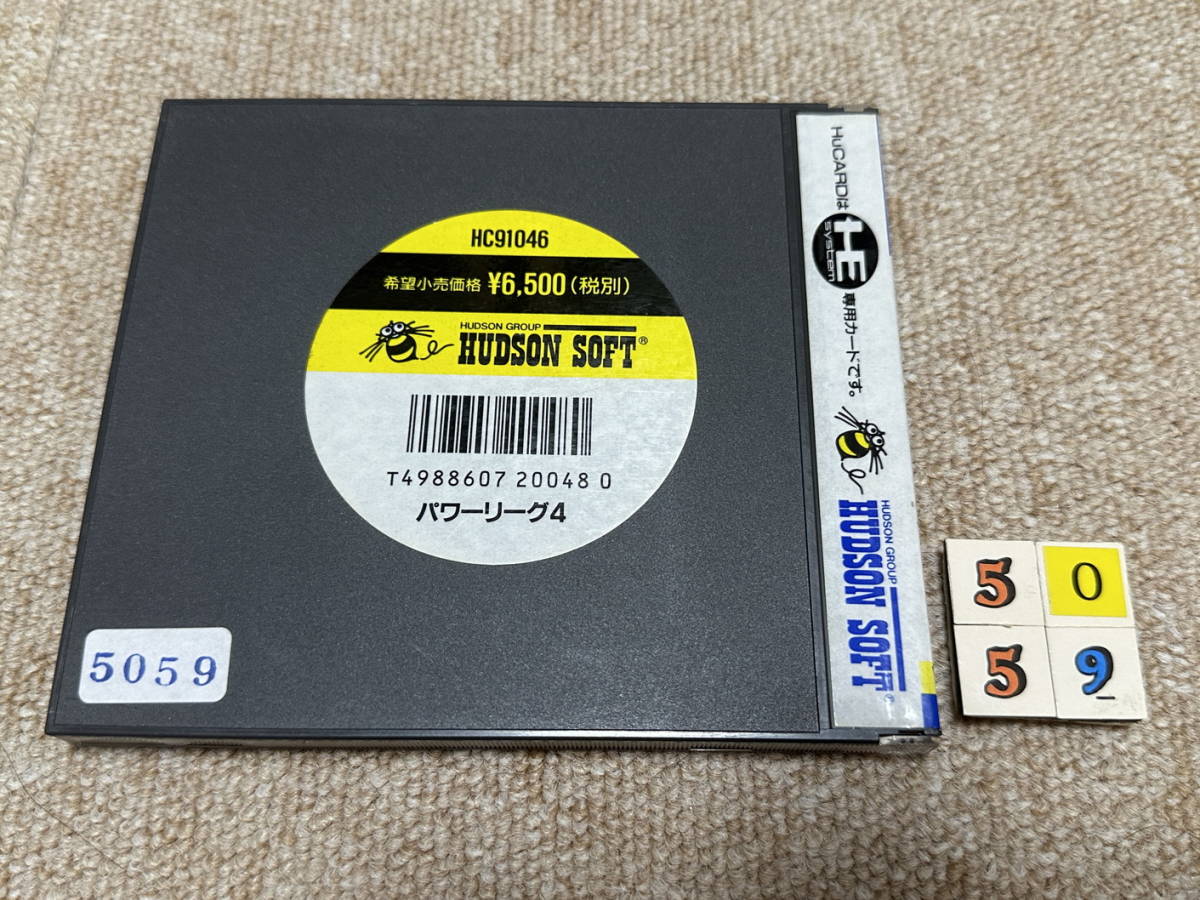 HC91046
希望小売価格 ¥6,500(税別)
HUDSON GROUP
HUDSON SOFT®
T4988607 20048 0
パワーリーグ4
5059
HuCARDは
HE
system
専用カードです。
HUDSON GROUP
HUDSON SOFT®
5 0
5 9